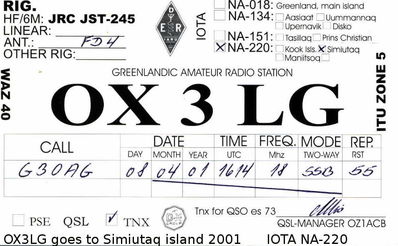 RIG.
HF/6M: JRC JST-245
LINEAR:
ANT.: FD4
OTHER RIG:
EDR
IOTA
NA-018: Greenland, main island
NA-134: Aasiaat Uummannaq
Upernavik Disko
NA-151: Tasiilaq Prins Christian
NA-220: Kook Isls. Simiutaq
Maniitsoq
WAZ 40
GREENLANDIC AMATEUR RADIO STATION
OX 3 LG
ITU ZONE 5
CALL DATE TIME FREQ. MODE REP.
DAY MONTH YEAR UTC Mhz TWO-WAY RST
G3OAG 08 04 01 1614 18 SSB 55
PSE QSL TNX
Tnx for QSO es 73
QSL-MANAGER OZ1ACB
OX3LG goes to Simiutaq island 2001 IOTA NA-220